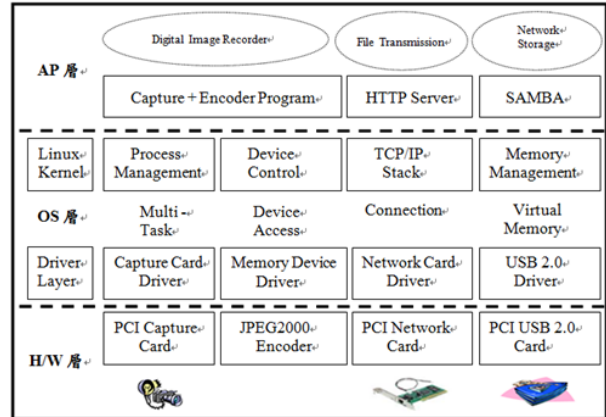 Digital Image Recorder
File Transmission
Network
Storage
AP 層
Capture + Encoder Program
HTTP Server
SAMBA
Linux
Kernel
Process
Management
Device
Control
TCP/IP
Stack
Memory
Management
OS 層
Multi -
Task
Device
Access
Connection
Virtual
Memory
Driver
Layer
Capture Card
Driver
Memory Device
Driver
Network Card
Driver
USB 2.0
Driver
H/W 層
PCI Capture
Card
JPEG2000
Encoder
PCI Network
Card
PCI USB 2.0
Card